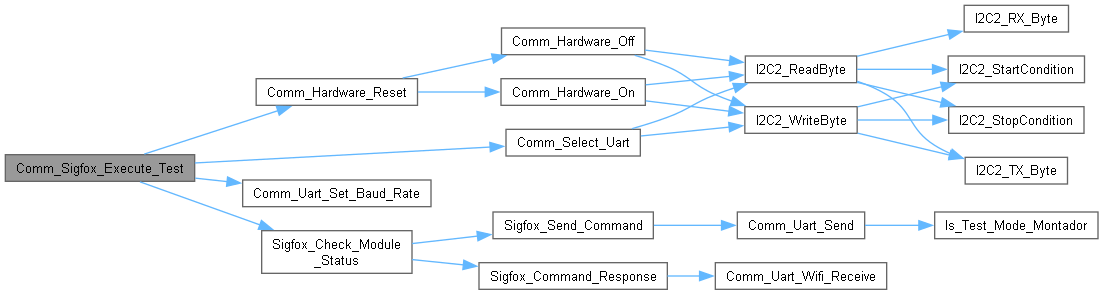 Comm_Sigfox_Execute_Test
Comm_Hardware_Reset
Comm_Hardware_Off
I2C2_ReadByte
I2C2_RX_Byte
I2C2_StartCondition
I2C2_StopCondition
I2C2_TX_Byte
I2C2_WriteByte
Comm_Hardware_On
Comm_Select_Uart
Comm_Uart_Set_Baud_Rate
Sigfox_Check_Module
_Status
Sigfox_Send_Command
Comm_Uart_Send
Is_Test_Mode_Montador
Sigfox_Command_Response
Comm_Uart_Wifi_Receive